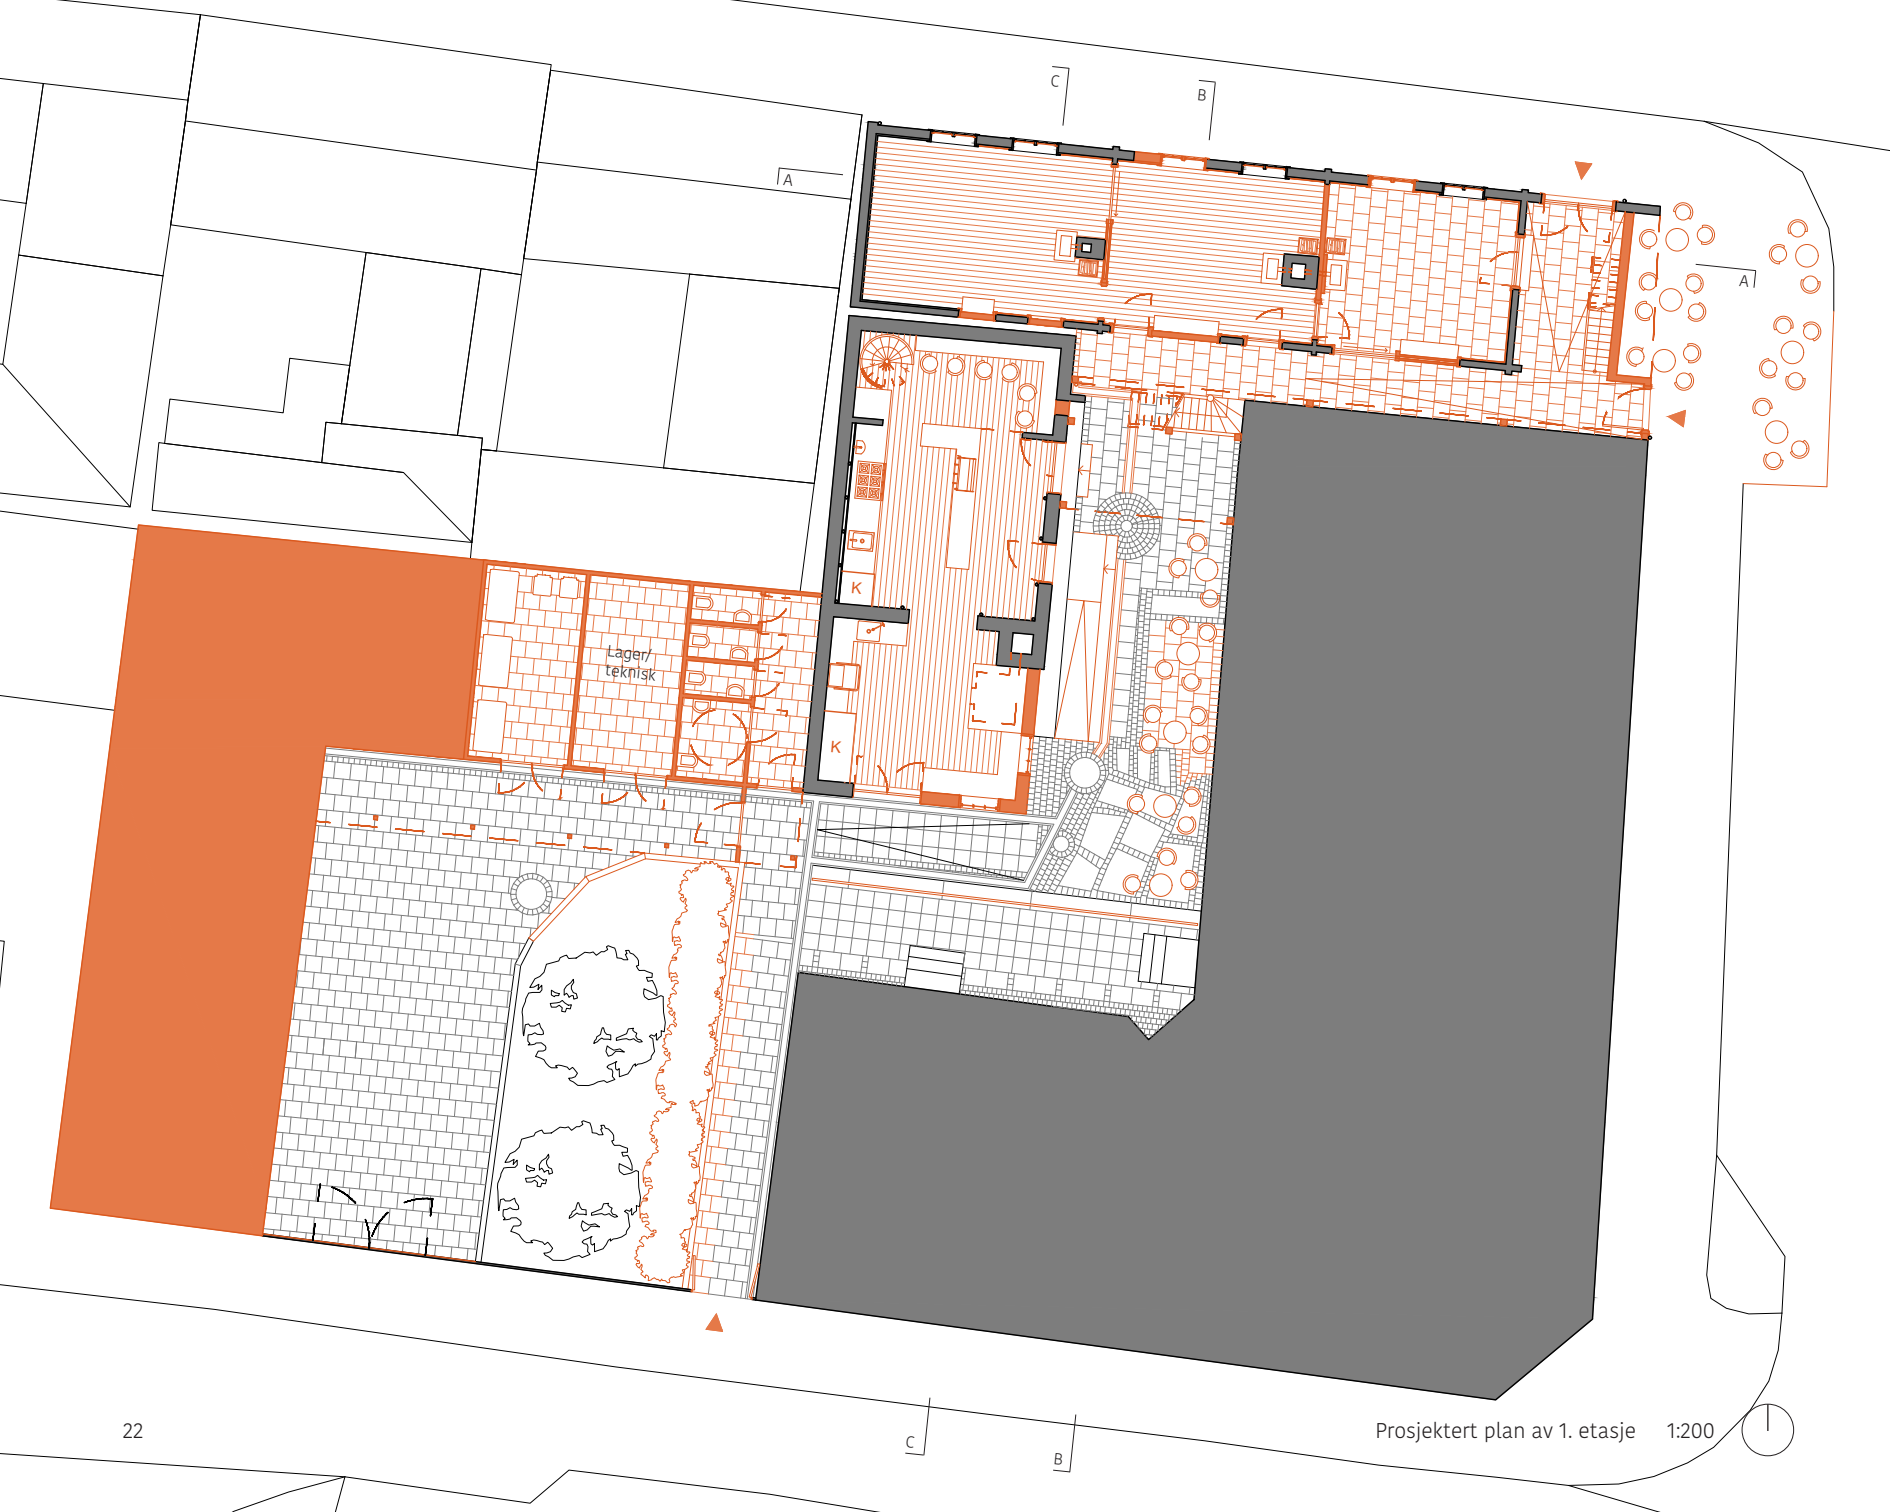 C
B
A
A
K
Lager/
teknisk
K
C
B
22
Prosjektert plan av 1. etasje 1:200